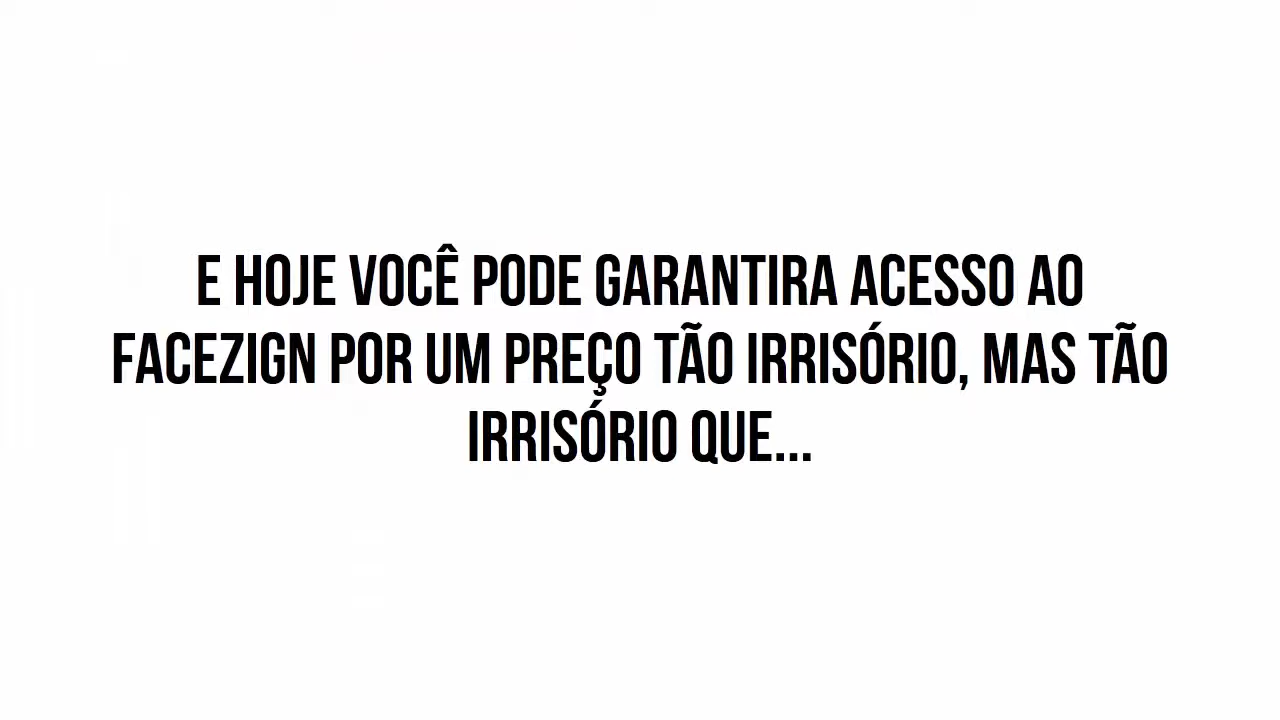 E HOJE VOCÊ PODE GARANTIRA ACESSO AO
FACEZIGN POR UM PREÇO TÃO IRRISÓRIO, MAS TÃO
IRRISÓRIO QUE...